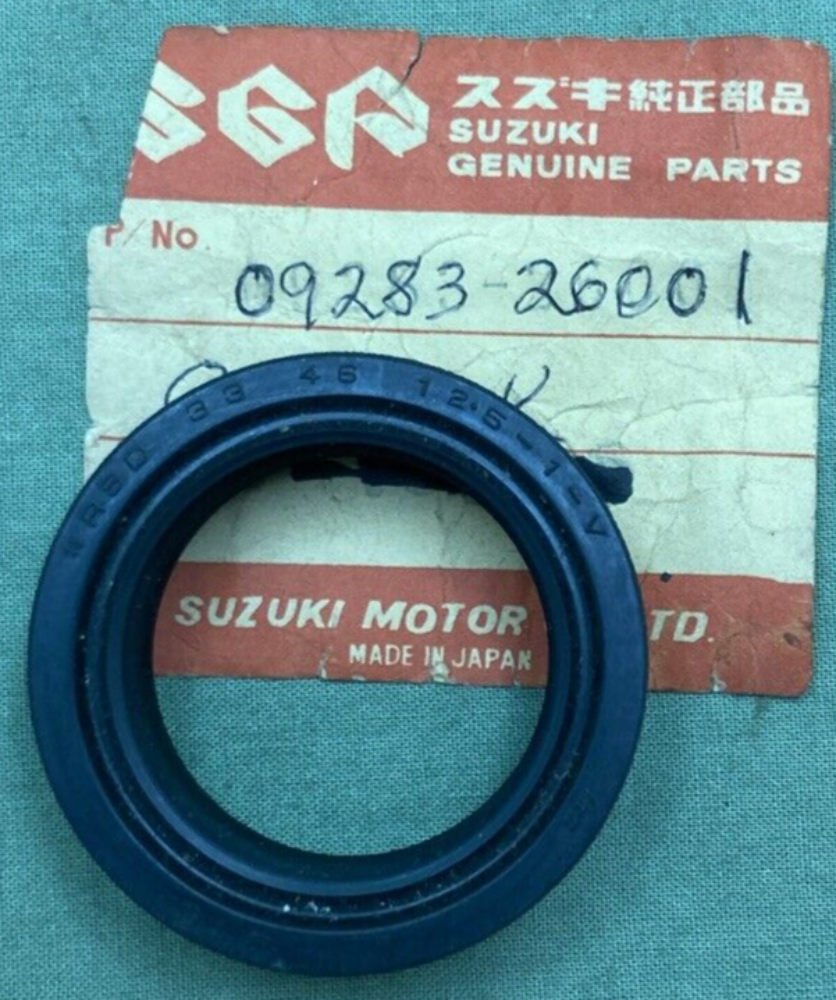 SGP スズキ純正部品
SUZUKI
GENUINE PARTS
P/No.
09283-26001
33 46 12.5-1-V
SUZUKI MOTOR TD.
MADE IN JAPAN